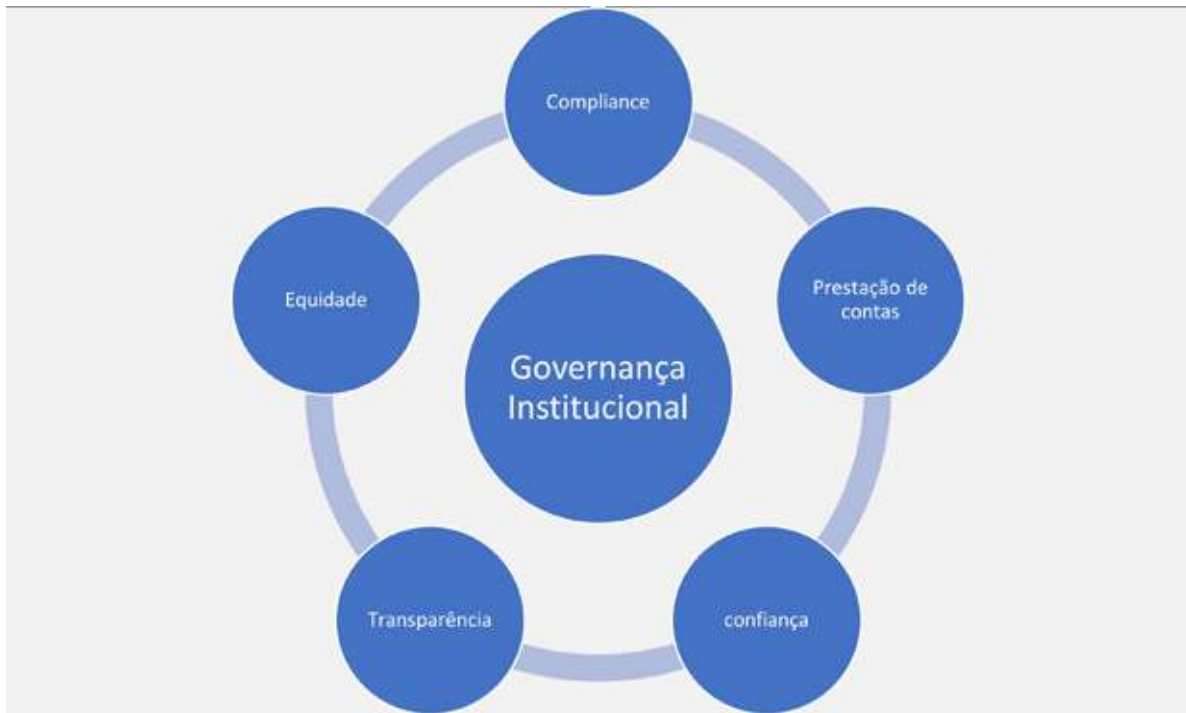 Compliance
Prestação de
contas
Equidade
Governança
Institucional
Transparência
confiança